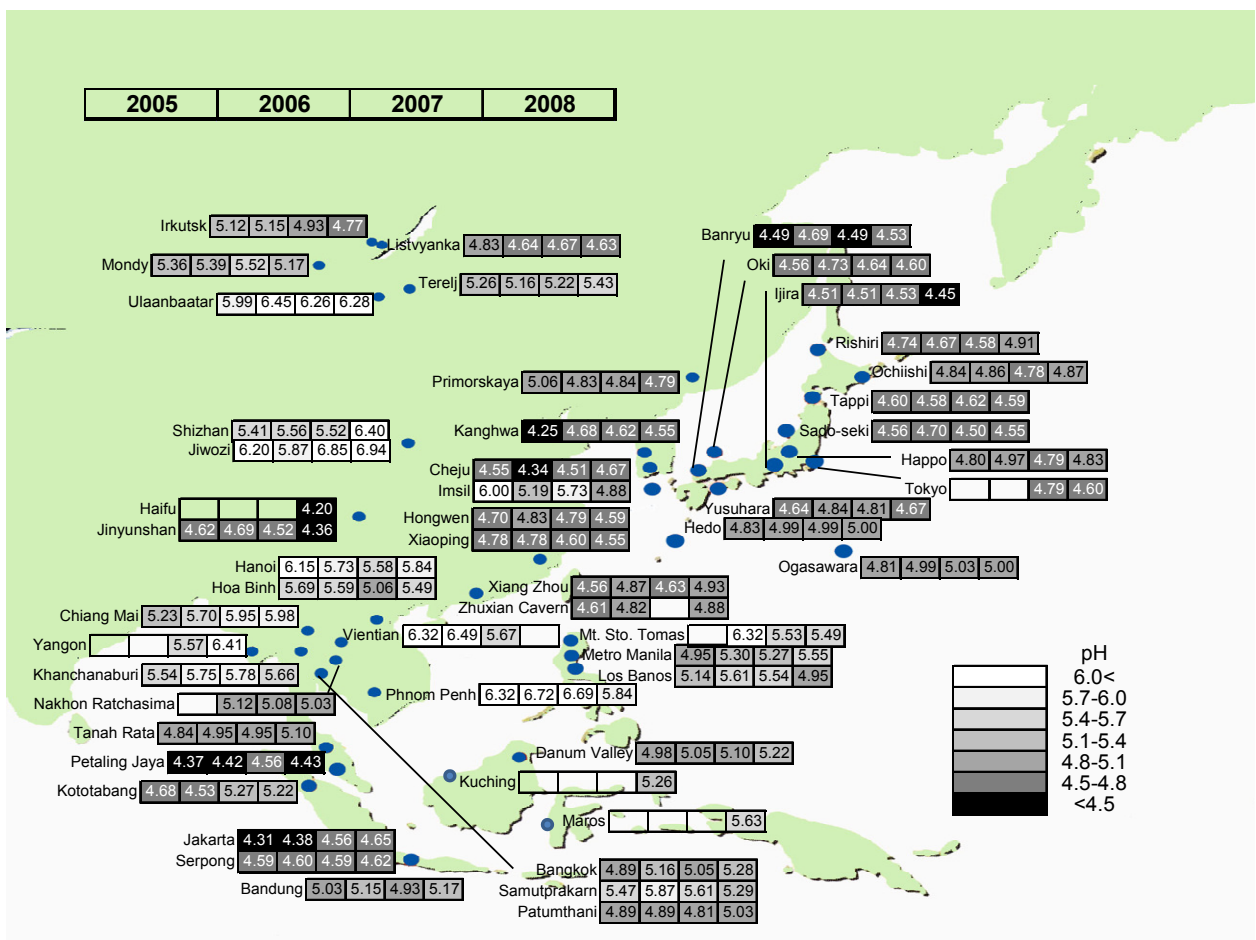 2005 2006 2007 2008
Irkutsk 5.12 5.15 4.93 4.77
Listvyanka 4.83 4.64 4.67 4.63
Mondy 5.36 5.39 5.52 5.17
Terelj 5.26 5.16 5.22 5.43
Ulaanbaatar 5.99 6.45 6.26 6.28
Banryu 4.49 4.69 4.49 4.53
Oki 4.56 4.73 4.64 4.60
Ijira 4.51 4.51 4.53 4.45
Rishiri 4.74 4.67 4.58 4.91
Ochiishi 4.84 4.86 4.78 4.87
Primorskaya 5.06 4.83 4.84 4.79
Tappi 4.60 4.58 4.62 4.59
Shizhan 5.41 5.56 5.52 6.40
Jiwozi 6.20 5.87 6.85 6.94
Kanghwa 4.25 4.68 4.62 4.55
Sado-seki 4.56 4.70 4.50 4.55
Happo 4.80 4.97 4.79 4.83
Cheju 4.55 4.34 4.51 4.67
Imsil 6.00 5.19 5.73 4.88
Tokyo 4.79 4.60
Haifu 4.20
Jinyunshan 4.62 4.69 4.52 4.36
Hongwen 4.70 4.83 4.79 4.59
Xiaoping 4.78 4.78 4.60 4.55
Yusuhara 4.64 4.84 4.81 4.67
Hedo 4.83 4.99 4.99 5.00
Ogasawara 4.81 4.99 5.03 5.00
Hanoi 6.15 5.73 5.58 5.84
Hoa Binh 5.69 5.59 5.06 5.49
Xiang Zhou 4.56 4.87 4.63 4.93
Zhuxian Cavern 4.61 4.82 4.88
Chiang Mai 5.23 5.70 5.95 5.98
Vientian 6.32 6.49 5.67
Mt. Sto. Tomas 6.32 5.53 5.49
Yangon 5.57 6.41
Metro Manila 4.95 5.30 5.27 5.55
Khanchanaburi 5.54 5.75 5.78 5.66
Los Banos 5.14 5.61 5.54 4.95
Phnom Penh 6.32 6.72 6.69 5.84
Nakhon Ratchasima 5.12 5.08 5.03
Tanah Rata 4.84 4.95 4.95 5.10
Danum Valley 4.98 5.05 5.10 5.22
Petaling Jaya 4.37 4.42 4.56 4.43
Kuching 5.26
Kototabang 4.68 4.53 5.27 5.22
Maros 5.63
Jakarta 4.31 4.38 4.56 4.65
Serpong 4.59 4.60 4.59 4.62
Bandung 5.03 5.15 4.93 5.17
Bangkok 4.89 5.16 5.05 5.28
Samutprakarn 5.47 5.87 5.61 5.29
Patumthani 4.89 4.89 4.81 5.03
pH
6.0<
5.7-6.0
5.4-5.7
5.1-5.4
4.8-5.1
4.5-4.8
<4.5